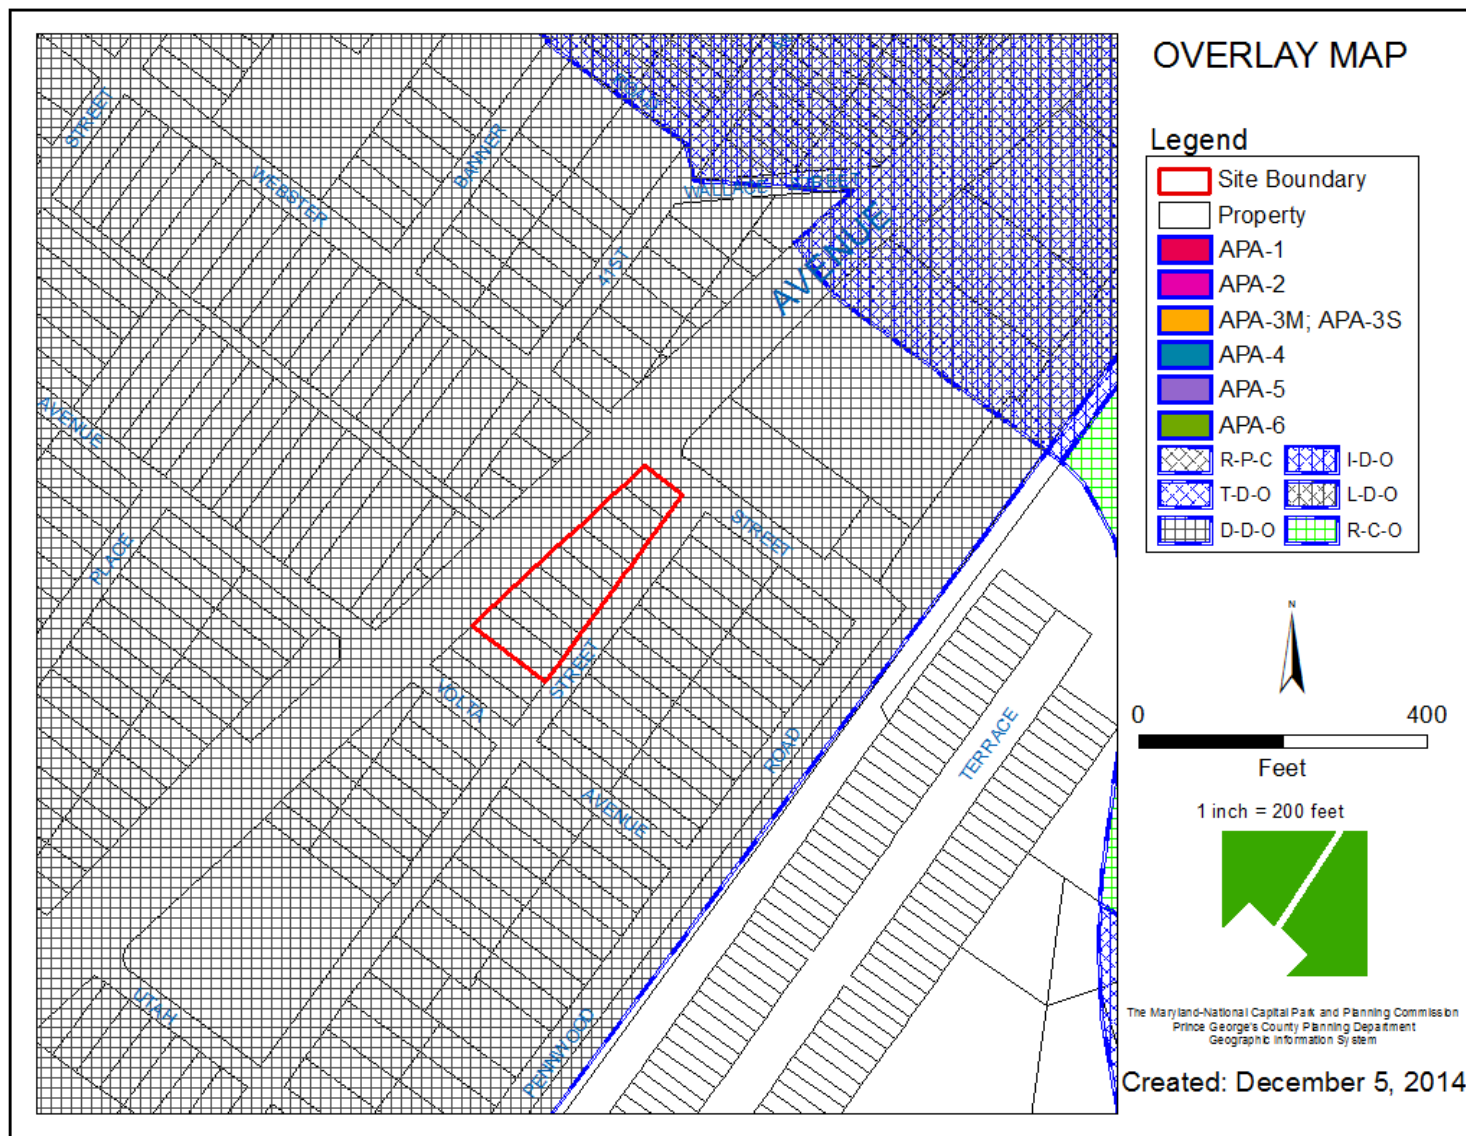 OVERLAY MAP
Legend
Site Boundary
Property
APA-1
APA-2
APA-3M; APA-3S
APA-4
APA-5
APA-6
R-P-C
I-D-O
T-D-O
L-D-O
D-D-O
R-C-O
N
0
400
Feet
1 inch = 200 feet
The Maryland-National Capital Park and Planning Commission
Prince George's County Planning Department
Geographic Information System
Created: December 5, 2014
STREET
BANNER
WEBSTER
WALLACE
41ST
AVENUE
AVENUE
PLACE
STREET
STREET
VOLTA
ROAD
TERRACE
AVENUE
UTAH
PENNWOOD